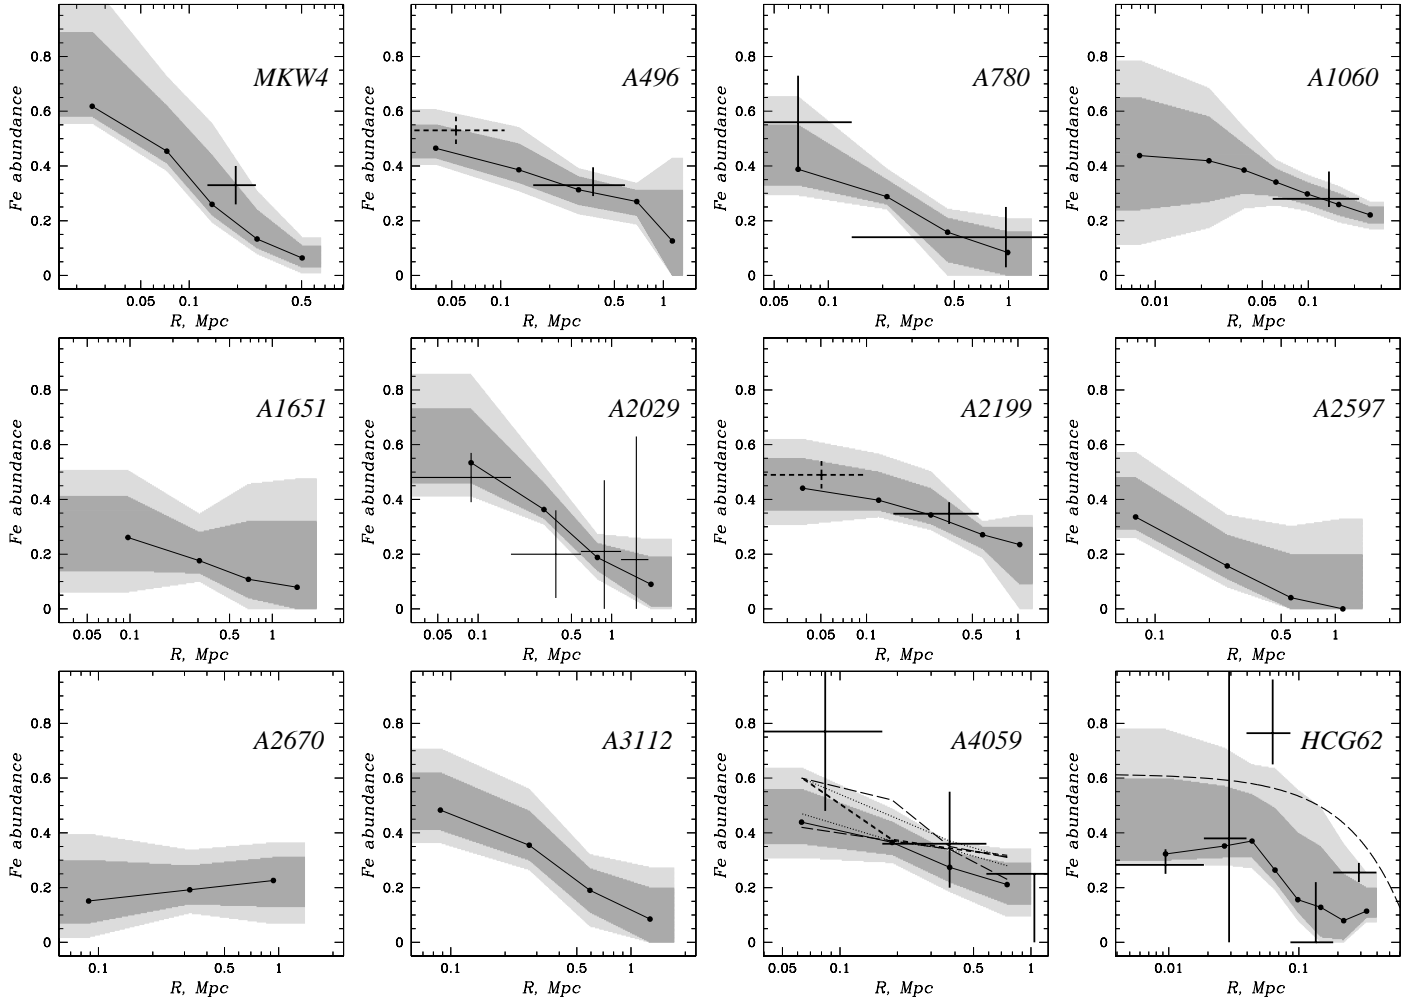 MKW4
Fe abundance
0.8
0.6
0.4
0.2
0
0.05 0.1 0.5
R, Mpc
A496
Fe abundance
0.8
0.6
0.4
0.2
0
0.05 0.1 0.5 1
R, Mpc
A780
Fe abundance
0.8
0.6
0.4
0.2
0
0.05 0.1 0.5 1
R, Mpc
A1060
Fe abundance
0.8
0.6
0.4
0.2
0
0.01 0.05 0.1
R, Mpc
A1651
Fe abundance
0.8
0.6
0.4
0.2
0
0.05 0.1 0.5 1
R, Mpc
A2029
Fe abundance
0.8
0.6
0.4
0.2
0
0.05 0.1 0.5 1
R, Mpc
A2199
Fe abundance
0.8
0.6
0.4
0.2
0
0.05 0.1 0.5 1
R, Mpc
A2597
Fe abundance
0.8
0.6
0.4
0.2
0
0.1 0.5 1
R, Mpc
A2670
Fe abundance
0.8
0.6
0.4
0.2
0
0.1 0.5 1
R, Mpc
A3112
Fe abundance
0.8
0.6
0.4
0.2
0
0.1 0.5 1
R, Mpc
A4059
Fe abundance
0.8
0.6
0.4
0.2
0
0.05 0.1 0.5 1
R, Mpc
HCG62
Fe abundance
0.8
0.6
0.4
0.2
0
0.01 0.1
R, Mpc